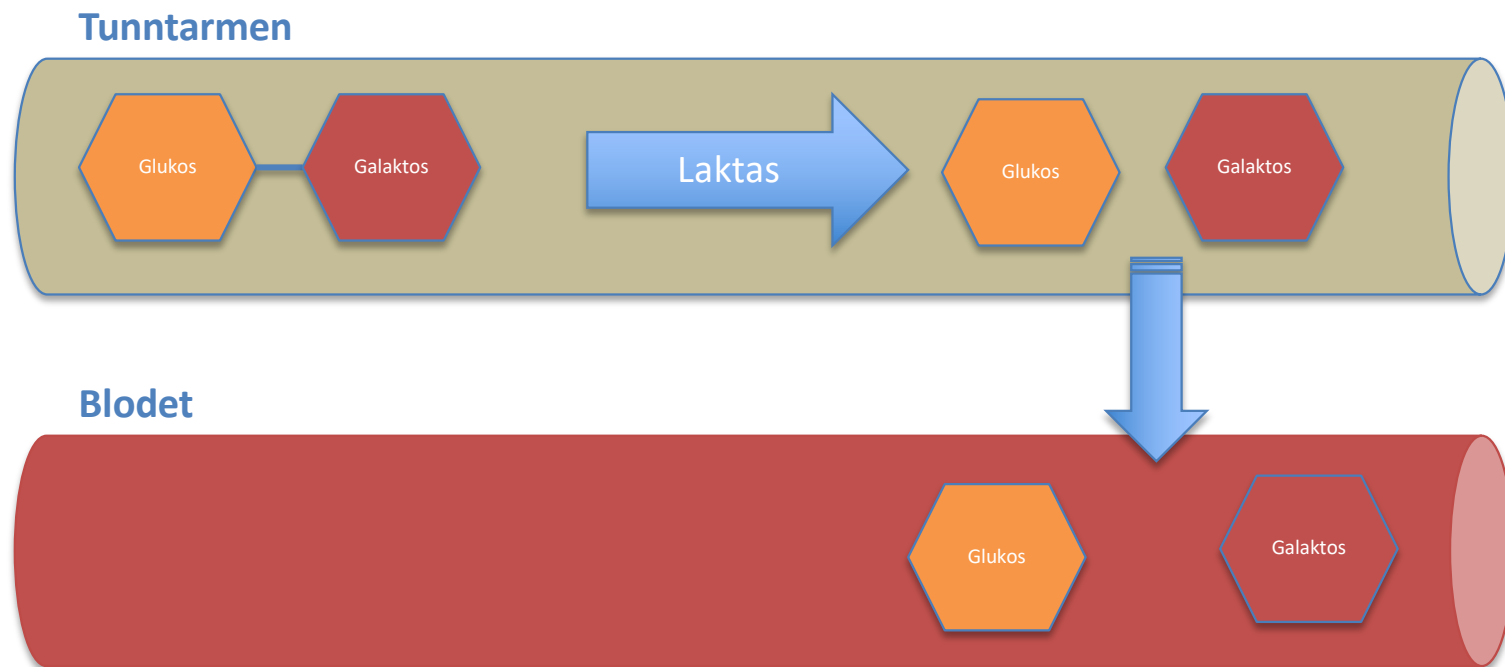 Tunntarmen
Glukos
Galaktos
Laktas
Glukos
Galaktos
Blodet
Glukos
Galaktos